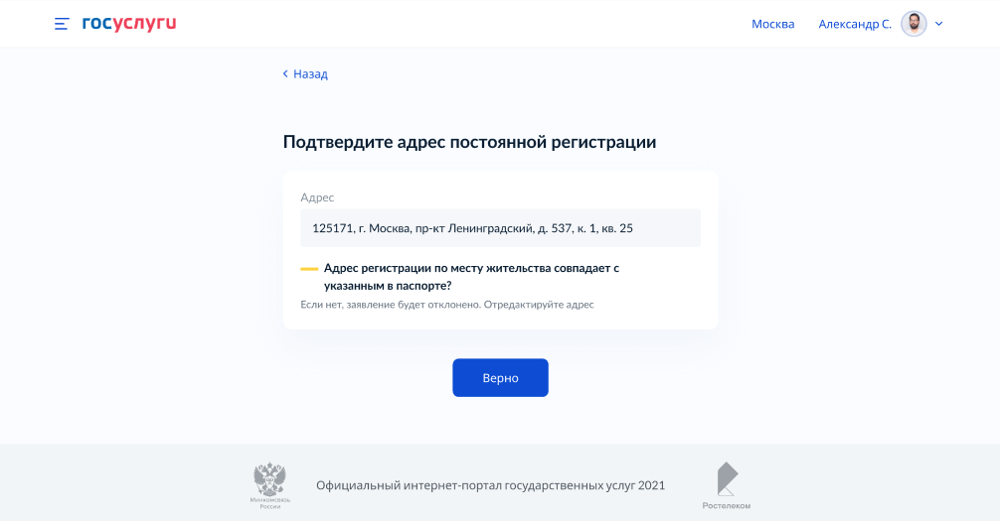 госуслуги
Москва
Александр С.
Назад
Подтвердите адрес постоянной регистрации
Адрес
125171, г. Москва, пр-кт Ленинградский, д. 537, к. 1, кв. 25
Адрес регистрации по месту жительства совпадает с
указанным в паспорте?
Если нет, заявление будет отклонено. Отредактируйте адрес
Верно
Минкомсвязь
России
Официальный интернет-портал государственных услуг 2021
Ростелеком